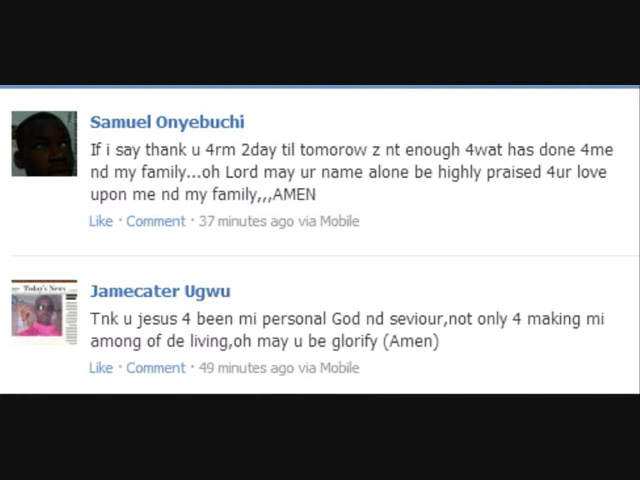 Samuel Onyebuchi
If i say thank u 4rm 2day til tomorow z nt enough 4wat has done 4me
nd my family...oh Lord may ur name alone be highly praised 4ur love
upon me nd my family,,,AMEN
Like · Comment · 37 minutes ago via Mobile
Today's News
Jamecater Ugwu
Tnk u jesus 4 been mi personal God nd seviour,not only 4 making mi
among of de living,oh may u be glorify (Amen)
Like · Comment · 49 minutes ago via Mobile